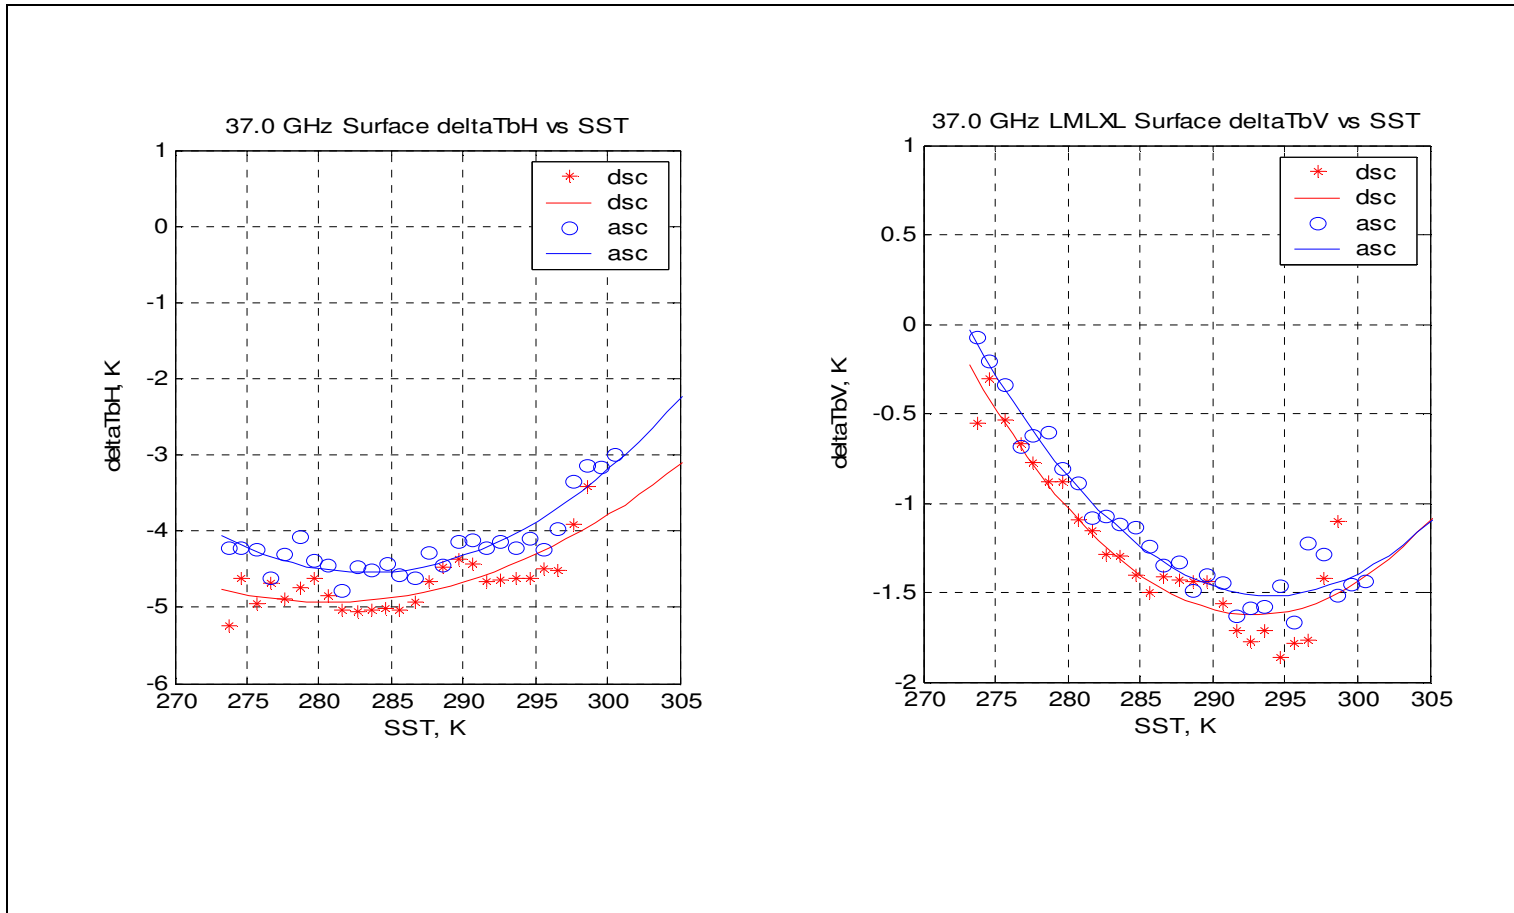 37.0 GHz Surface deltaTbH vs SST
1
0
-1
-2
-3
-4
-5
-6
deltaTbH, K
dsc
dsc
asc
asc
270 275 280 285 290 295 300 305
SST, K
37.0 GHz LMLXL Surface deltaTbV vs SST
1
0.5
0
-0.5
-1
-1.5
-2
deltaTbV, K
dsc
dsc
asc
asc
270 275 280 285 290 295 300 305
SST, K